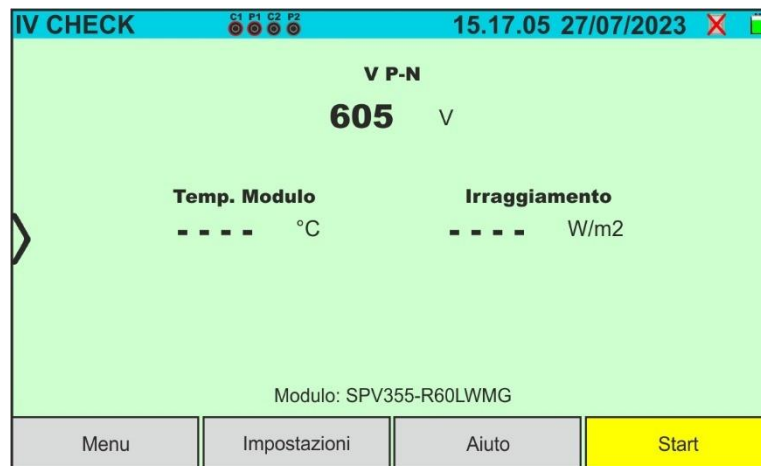 IV CHECK C1 P1 C2 P2 15.17.05 27/07/2023
V P-N
605 V
Temp. Modulo Irraggiamento
- - - - °C - - - - W/m2
Modulo: SPV355-R60LWMG
Menu Impostazioni Aiuto Start